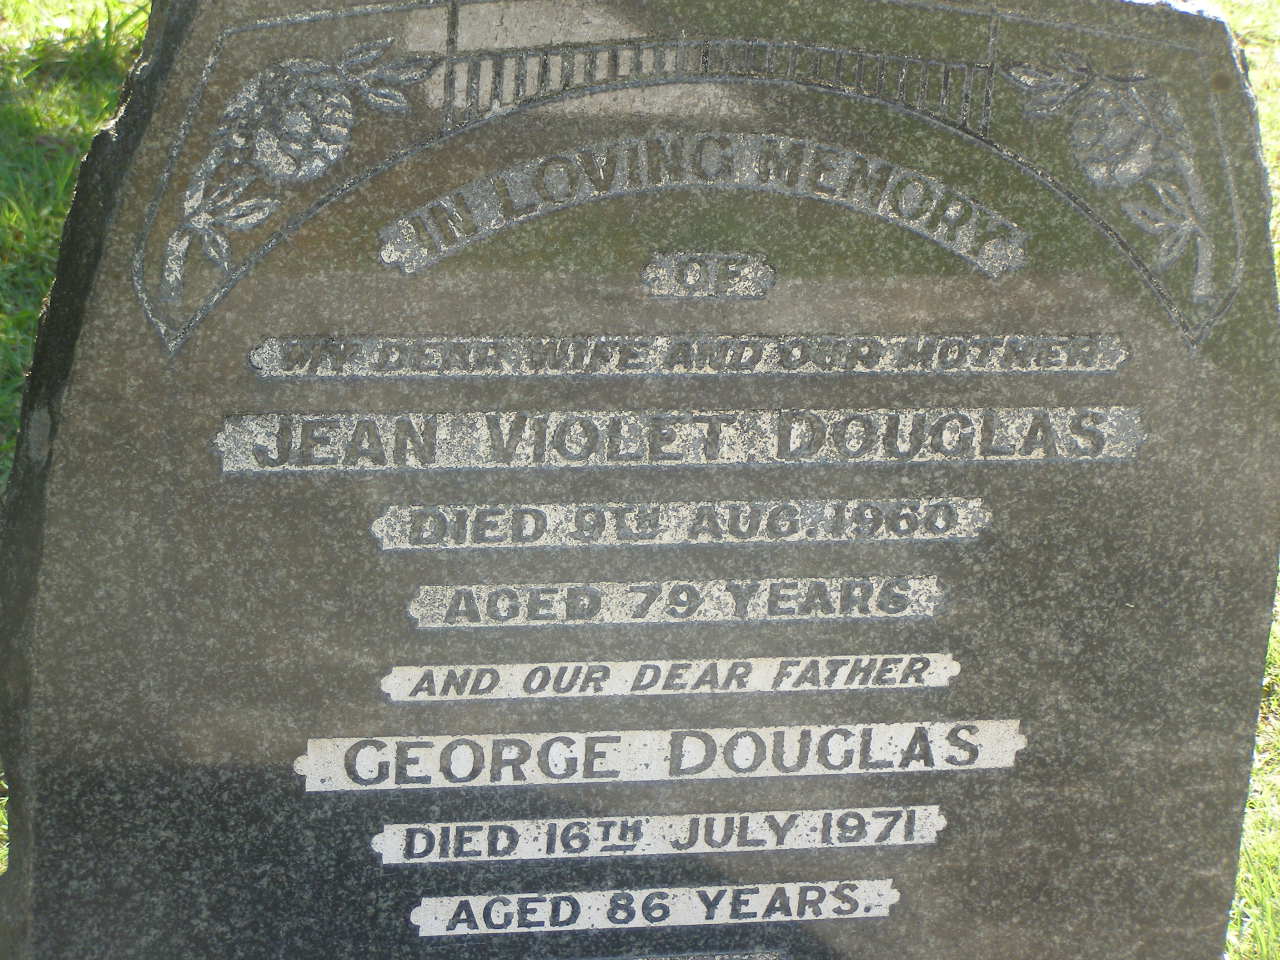 IN LOVING MEMORY
OF
MY DEAR WIFE AND OUR MOTHER
JEAN VIOLET DOUGLAS
DIED 9TH AUG. 1960
AGED 79 YEARS
AND OUR DEAR FATHER
GEORGE DOUGLAS
DIED 16TH JULY 1971
AGED 86 YEARS.